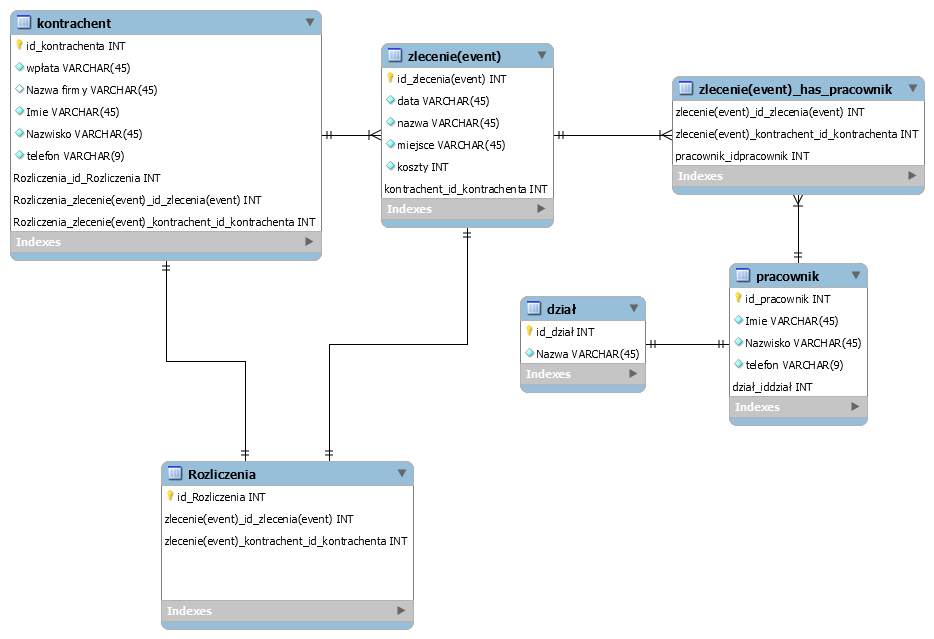 kontrachent
id_kontrachenta INT
wpłata VARCHAR(45)
Nazwa firmy VARCHAR(45)
Imie VARCHAR(45)
Nazwisko VARCHAR(45)
telefon VARCHAR(9)
Rozliczenia_id_Rozliczenia INT
Rozliczenia_zlecenie(event)_id_zlecenia(event) INT
Rozliczenia_zlecenie(event)_kontrachent_id_kontrachenta INT
Indexes
zlecenie(event)
id_zlecenia(event) INT
data VARCHAR(45)
nazwa VARCHAR(45)
miejsce VARCHAR(45)
koszty INT
kontrachent_id_kontrachenta INT
Indexes
zlecenie(event)_has_pracownik
zlecenie(event)_id_zlecenia(event) INT
zlecenie(event)_kontrachent_id_kontrachenta INT
pracownik_idpracownik INT
Indexes
dział
id_dział INT
Nazwa VARCHAR(45)
Indexes
pracownik
id_pracownik INT
Imie VARCHAR(45)
Nazwisko VARCHAR(45)
telefon VARCHAR(9)
dział_iddział INT
Indexes
Rozliczenia
id_Rozliczenia INT
zlecenie(event)_id_zlecenia(event) INT
zlecenie(event)_kontrachent_id_kontrachenta INT
Indexes